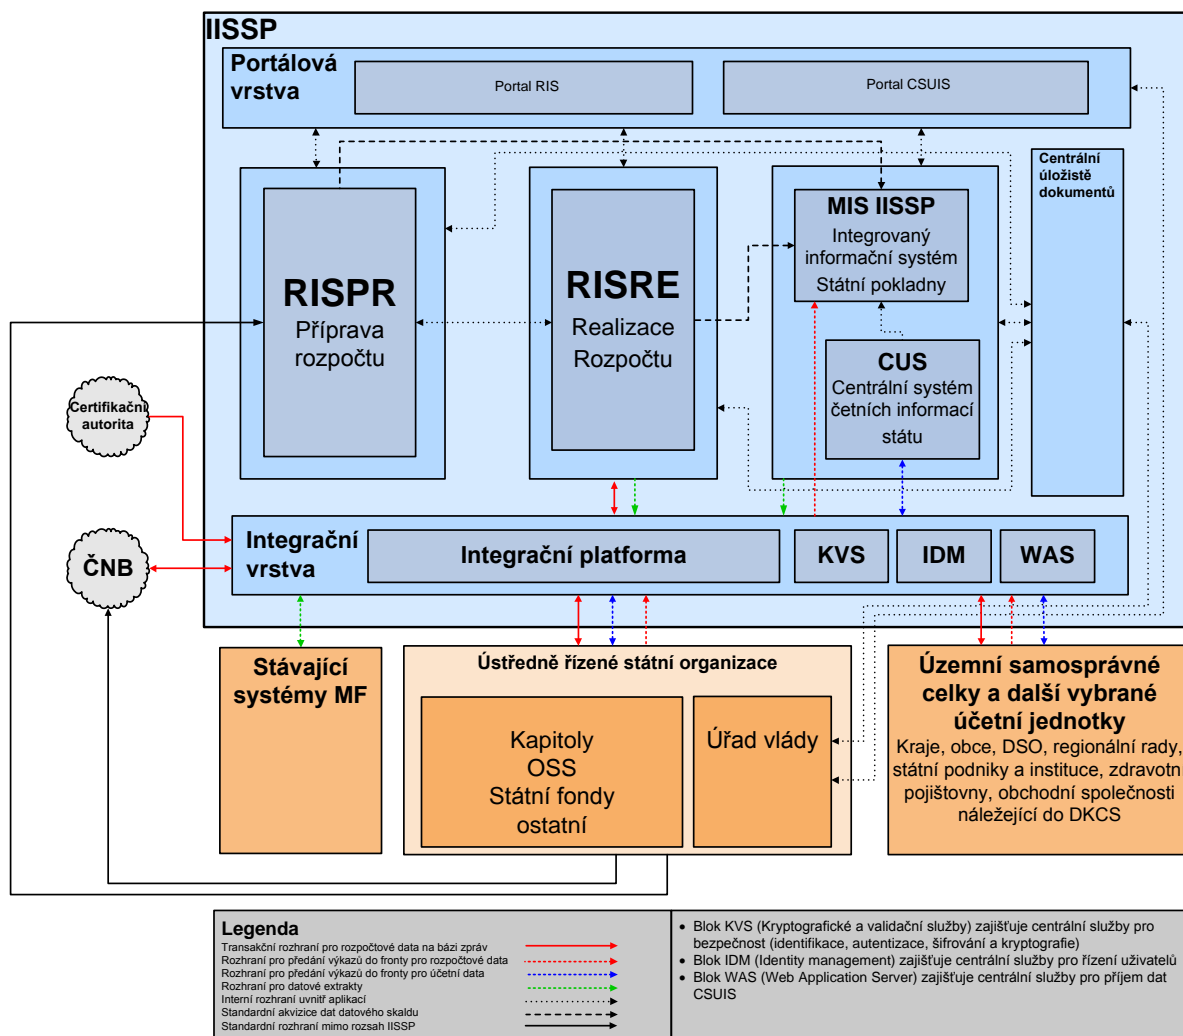 IISSP
Portálová
vrstva
Portal RIS
Portal CSUIS
Centrální
úložistě
dokumentů
MIS IISSP
Integrovaný
informační systém
Státní pokladny
RISPR
Příprava
rozpočtu
RISRE
Realizace
Rozpočtu
CUS
Centrální systém
četních informací
státu
Certifikační
autorita
ČNB
Integrační
vrstva
Integrační platforma
KVS
IDM
WAS
Stávající
systémy MF
Ústředně řízené státní organizace
Kapitoly
OSS
Státní fondy
ostatní
Úřad vlády
Územní samosprávné
celky a další vybrané
účetní jednotky
Kraje, obce, DSO, regionální rady,
státní podniky a instituce, zdravotn
pojištovny, obchodní společnosti
náležející do DKCS
Legenda
Transakční rozhraní pro rozpočtové data na bázi zpráv
Rozhraní pro předání výkazů do fronty pro rozpočtové data
Rozhraní pro předání výkazů do fronty pro účetní data
Rozhraní pro datové extrakty
Interní rozhraní uvnitř aplikací
Standardní akvizice dat datového skaldu
Standardní rozhraní mimo rozsah IISSP
• Blok KVS (Kryptografické a validační služby) zajišťuje centrální služby pro
bezpečnost (identifikace, autentizace, šifrování a kryptografie)
• Blok IDM (Identity management) zajišťuje centrální služby pro řízení uživatelů
• Blok WAS (Web Application Server) zajišťuje centrální služby pro příjem dat
CSUIS